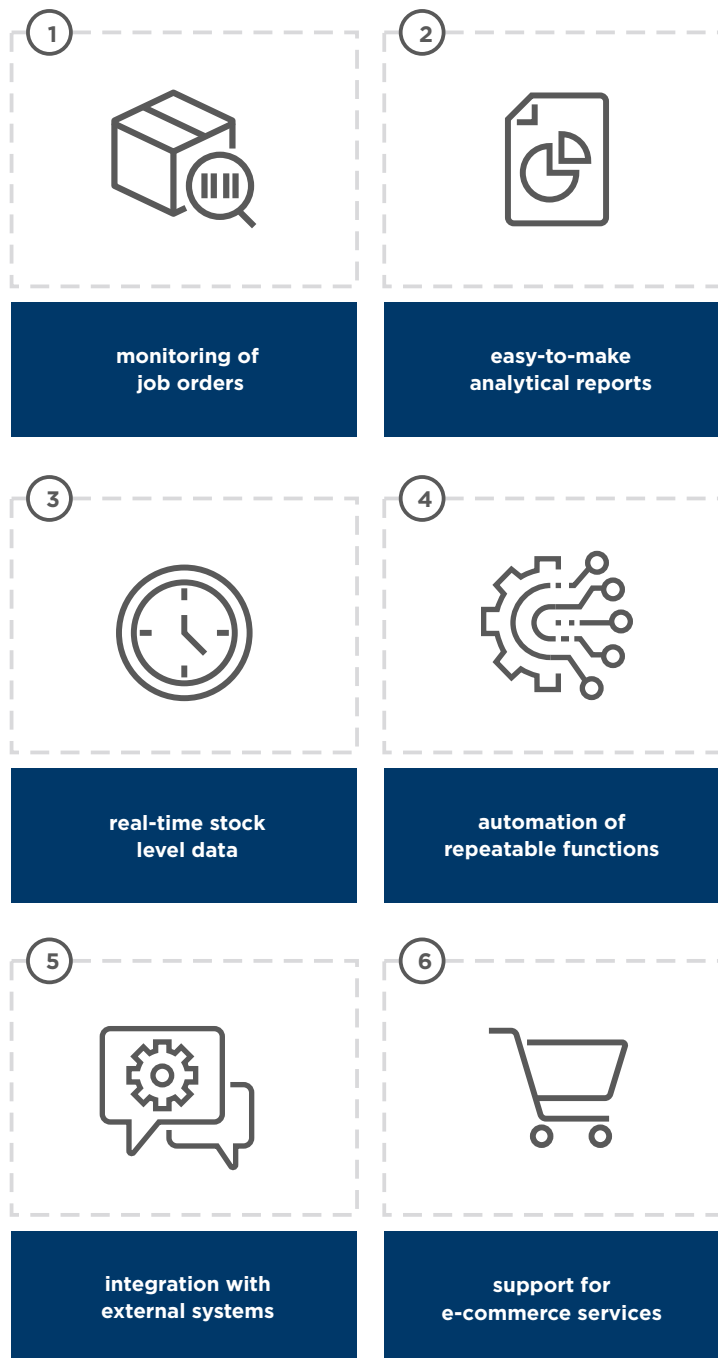 1
monitoring of
job orders
2
easy-to-make
analytical reports
3
real-time stock
level data
4
automation of
repeatable functions
5
integration with
external systems
6
support for
e-commerce services